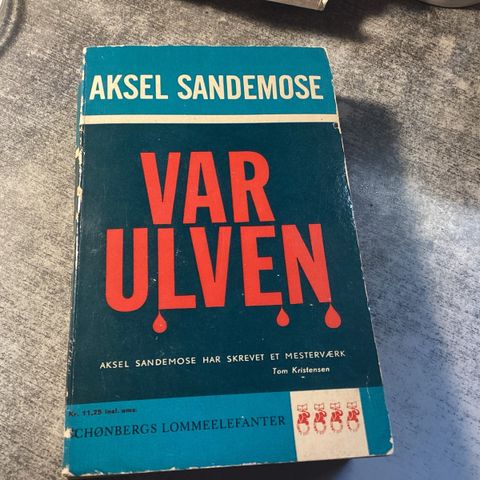 AKSEL SANDEMOSE
VAR
ULVEN
AKSEL SANDEMOSE HAR SKREVET ET MESTERVÆRK
Tom Kristensen
Kr. 11,25 incl. oms.
SCHØNBERGS LOMMEELEFANTER